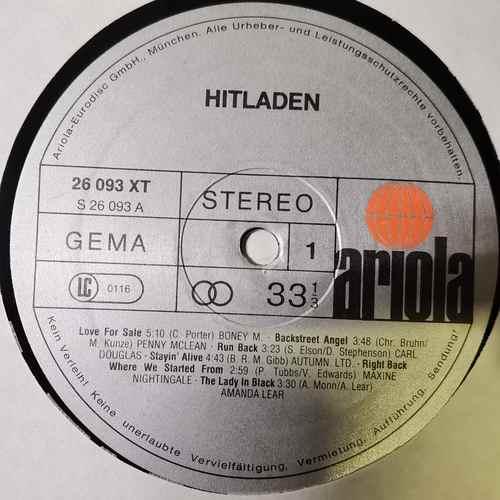 Ariola-Eurodisc GmbH., München. Alle Urheber- und Leistungsschutzrechte vorbehalten.
HITLADEN
26 093 XT
S 26 093 A
STEREO
GEMA
1
ariola
LC 0116
33 1/3
Love For Sale 5:10 (C. Porter) BONEY M. · Backstreet Angel 3:48 (Chr. Bruhn/
M. Kunze) PENNY MCLEAN · Run Back 3:23 (S. Elson/D. Stephenson) CARL
DOUGLAS · Stayin' Alive 4:43 (B. R. M. Gibb) AUTUMN. LTD. · Right Back
Where We Started From 2:59 (P. Tubbs/V. Edwards) MAXINE
NIGHTINGALE · The Lady In Black 3:30 (A. Monn/A. Lear)
AMANDA LEAR
Kein Verleih! Keine unerlaubte Vervielfältigung, Vermietung, Aufführung, Sendung!